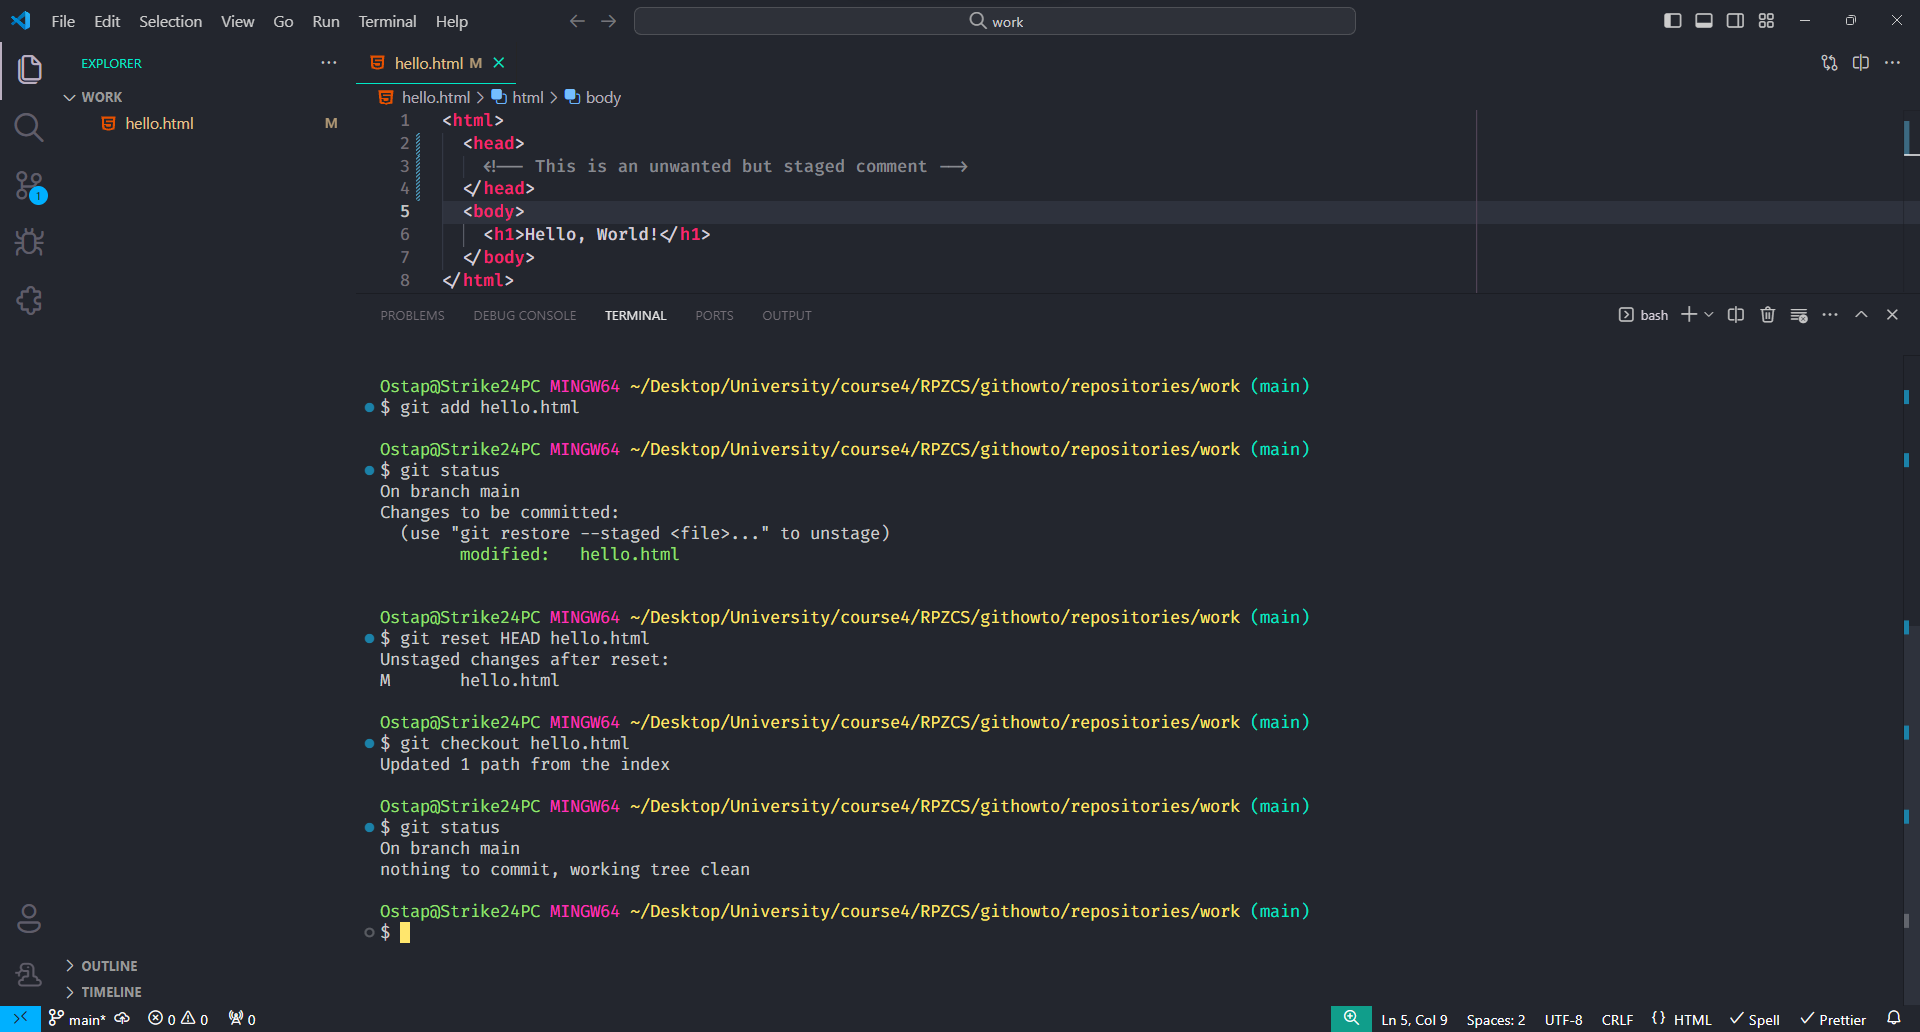 File Edit Selection View Go Run Terminal Help
work
EXPLORER
WORK
hello.html M
hello.html M
hello.html > html > body
1 <html>
2 <head>
3 <!-- This is an unwanted but staged comment -->
4 </head>
5 <body>
6 <h1>Hello, World!</h1>
7 </body>
8 </html>
PROBLEMS DEBUG CONSOLE TERMINAL PORTS OUTPUT
bash
Ostap@Strike24PC MINGW64 ~/Desktop/University/course4/RPZCS/githowto/repositories/work (main)
$ git add hello.html
Ostap@Strike24PC MINGW64 ~/Desktop/University/course4/RPZCS/githowto/repositories/work (main)
$ git status
On branch main
Changes to be committed:
(use "git restore --staged <file>..." to unstage)
modified: hello.html
Ostap@Strike24PC MINGW64 ~/Desktop/University/course4/RPZCS/githowto/repositories/work (main)
$ git reset HEAD hello.html
Unstaged changes after reset:
M hello.html
Ostap@Strike24PC MINGW64 ~/Desktop/University/course4/RPZCS/githowto/repositories/work (main)
$ git checkout hello.html
Updated 1 path from the index
Ostap@Strike24PC MINGW64 ~/Desktop/University/course4/RPZCS/githowto/repositories/work (main)
$ git status
On branch main
nothing to commit, working tree clean
Ostap@Strike24PC MINGW64 ~/Desktop/University/course4/RPZCS/githowto/repositories/work (main)
$
1
OUTLINE
TIMELINE
main* 0 0 0
Ln 5, Col 9 Spaces: 2 UTF-8 CRLF {} HTML Spell Prettier